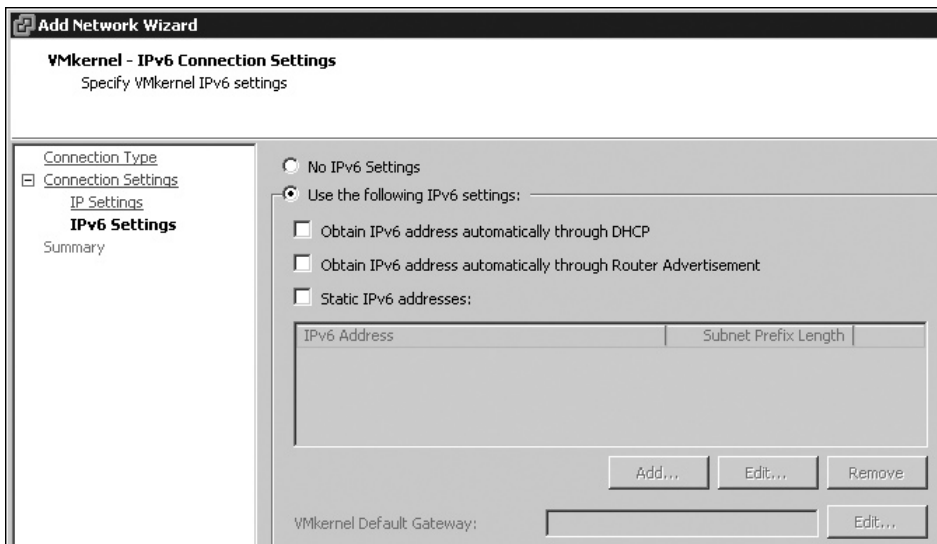 Add Network Wizard
VMkernel - IPv6 Connection Settings
Specify VMkernel IPv6 settings
Connection Type
Connection Settings
IP Settings
IPv6 Settings
Summary
No IPv6 Settings
Use the following IPv6 settings:
Obtain IPv6 address automatically through DHCP
Obtain IPv6 address automatically through Router Advertisement
Static IPv6 addresses:
IPv6 Address Subnet Prefix Length
Add... Edit... Remove
VMkernel Default Gateway: Edit...